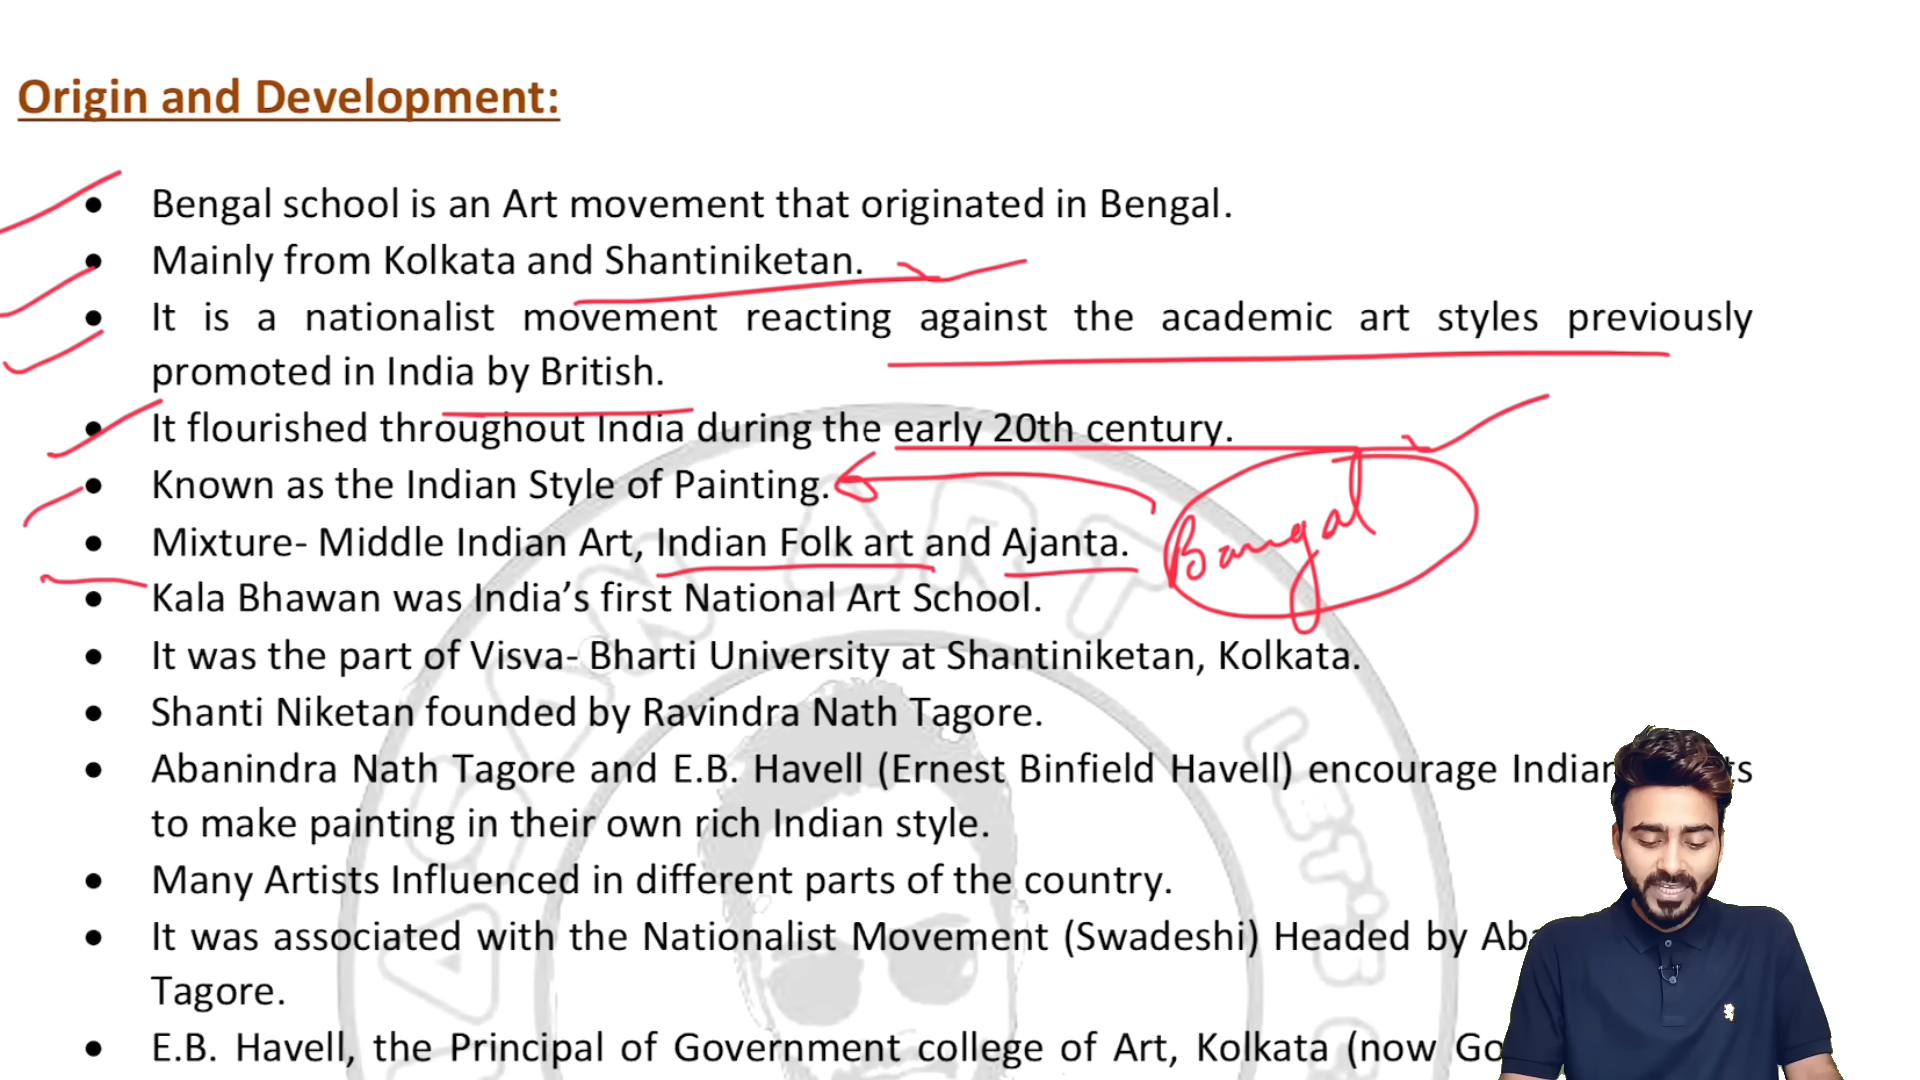 Origin and Development:
• Bengal school is an Art movement that originated in Bengal.
• Mainly from Kolkata and Shantiniketan.
• It is a nationalist movement reacting against the academic art styles previously
promoted in India by British.
• It flourished throughout India during the early 20th century.
• Known as the Indian Style of Painting.
• Mixture- Middle Indian Art, Indian Folk art and Ajanta.
Bangal
• Kala Bhawan was India’s first National Art School.
• It was the part of Visva- Bharti University at Shantiniketan, Kolkata.
• Shanti Niketan founded by Ravindra Nath Tagore.
• Abanindra Nath Tagore and E.B. Havell (Ernest Binfield Havell) encourage
to make painting in their own rich Indian style.
• Many Artists Influenced in different parts of the country.
• It was associated with the Nationalist Movement (Swadeshi) Headed by
Tagore.
• E.B. Havell, the Principal of Government college of Art, Kolkata (now
ART
LET'S